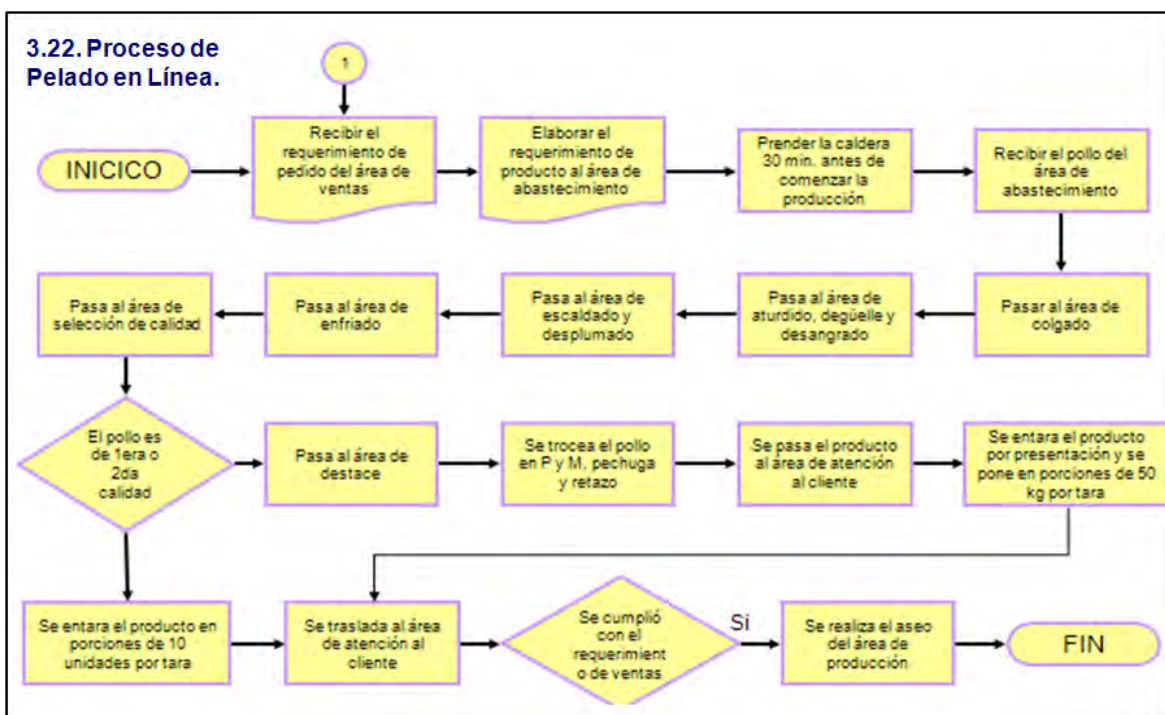 3.22. Proceso de
Pelado en Línea.
1
INICICO
Recibir el
requerimiento de
pedido del área de
ventas
Elaborar el
requerimiento de
producto al área de
abastecimiento
Prender la caldera
30 min. antes de
comenzar la
producción
Recibir el pollo del
área de
abastecimiento
Pasar al área de
colgado
Pasa al área de
aturdido, degüelle y
desangrado
Pasa al área de
escaldado y
desplumado
Pasa al área de
enfriado
Pasa al área de
selección de calidad
El pollo es
de 1era o
2da
calidad
Pasa al área de
destace
Se trocea el pollo
en P y M, pechuga
y retazo
Se pasa el producto
al área de atención
al cliente
Se entara el producto
por presentación y se
pone en porciones de 50
kg por tara
Se entara el producto en
porciones de 10
unidades por tara
Se traslada al área
de atención al
cliente
Se cumplió
con el
requerimient
o de ventas
Si
Se realiza el aseo
del área de
producción
FIN